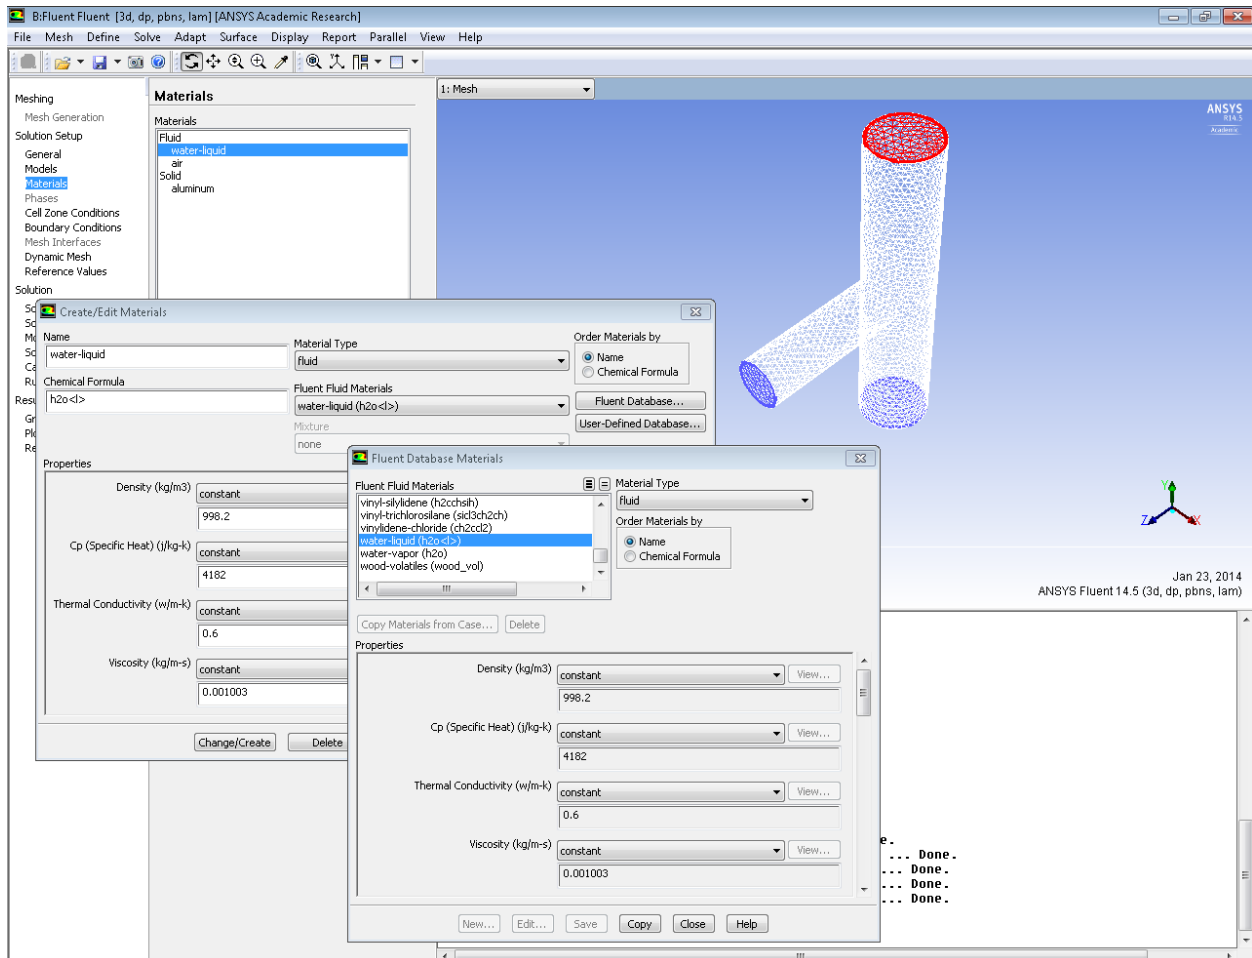 B:Fluent Fluent [3d, dp, pbns, lam] [ANSYS Academic Research]
File Mesh Define Solve Adapt Surface Display Report Parallel View Help
Meshing
Mesh Generation
Solution Setup
General
Models
Materials
Phases
Cell Zone Conditions
Boundary Conditions
Mesh Interfaces
Dynamic Mesh
Reference Values
Solution
Materials
Materials
Fluid
water-liquid
air
Solid
aluminum
1: Mesh
ANSYS
R14.5
Academic
Y
Z
X
Jan 23, 2014
ANSYS Fluent 14.5 (3d, dp, pbns, lam)
Create/Edit Materials
Name
water-liquid
Chemical Formula
h2o<l>
Material Type
fluid
Fluent Fluid Materials
water-liquid (h2o<l>)
Mixture
none
Order Materials by
Name
Chemical Formula
Fluent Database...
User-Defined Database...
Properties
Density (kg/m3) constant
998.2
Cp (Specific Heat) (j/kg-k) constant
4182
Thermal Conductivity (w/m-k) constant
0.6
Viscosity (kg/m-s) constant
0.001003
Change/Create Delete
Fluent Database Materials
Fluent Fluid Materials
vinyl-silylidene (h2cchsih)
vinyl-trichlorosilane (sicl3ch2ch)
vinylidene-chloride (ch2ccl2)
water-liquid (h2o<l>)
water-vapor (h2o)
wood-volatiles (wood_vol)
Material Type
fluid
Order Materials by
Name
Chemical Formula
Copy Materials from Case... Delete
Properties
Density (kg/m3) constant View...
998.2
Cp (Specific Heat) (j/kg-k) constant View...
4182
Thermal Conductivity (w/m-k) constant View...
0.6
Viscosity (kg/m-s) constant View...
0.001003
New... Edit... Save Copy Close Help
e.
... Done.
... Done.
... Done.
... Done.